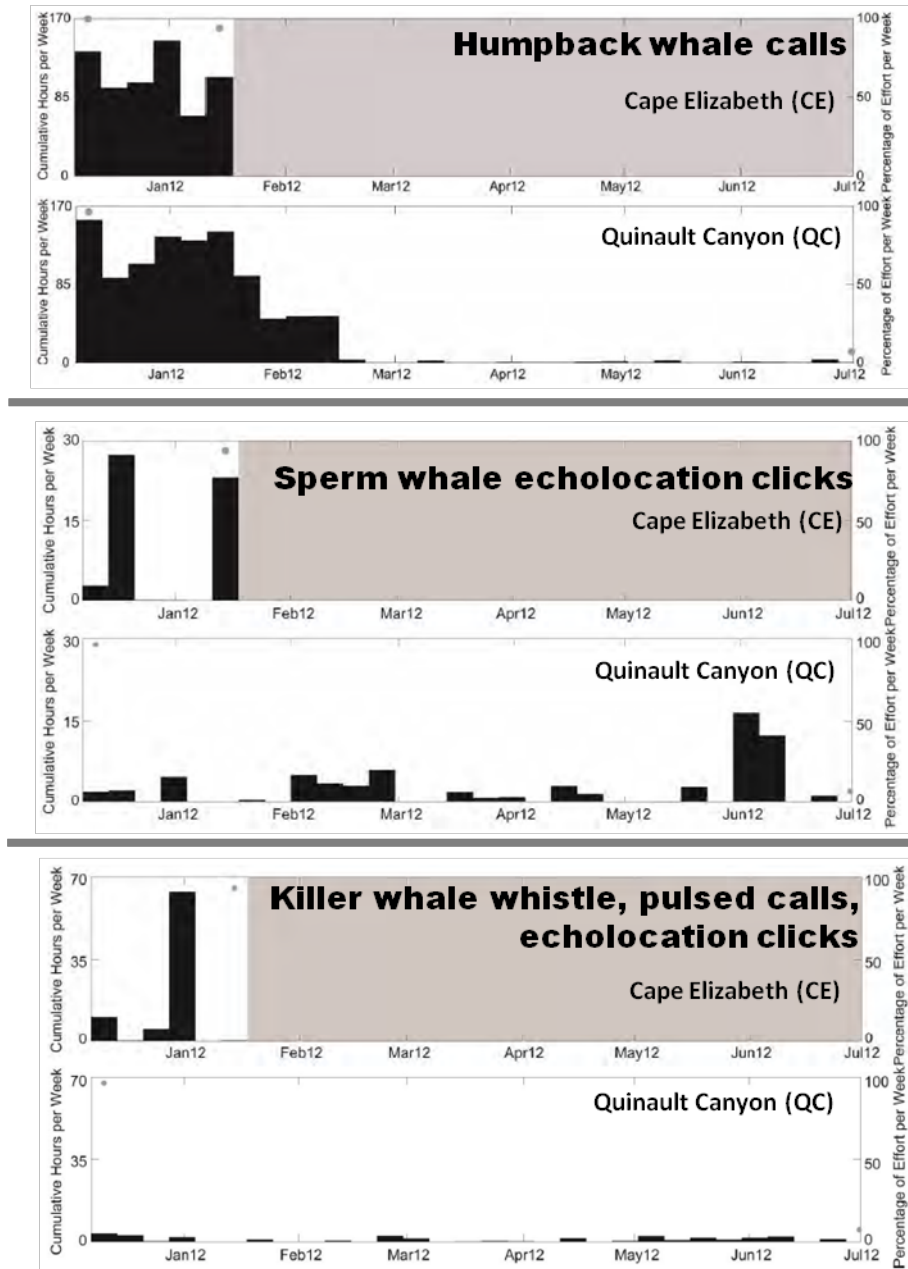 Cumulative Hours per Week
170
85
0
Humpback whale calls
Cape Elizabeth (CE)
100
50
0
Percentage of Effort per Week
Jan12 Feb12 Mar12 Apr12 May12 Jun12 Jul12
Cumulative Hours per Week
170
85
0
Quinault Canyon (QC)
100
50
0
Percentage of Effort per Week
Jan12 Feb12 Mar12 Apr12 May12 Jun12 Jul12
Cumulative Hours per Week
30
15
0
Sperm whale echolocation clicks
Cape Elizabeth (CE)
100
50
0
Percentage of Effort per Week
Jan12 Feb12 Mar12 Apr12 May12 Jun12 Jul12
Cumulative Hours per Week
30
15
0
Quinault Canyon (QC)
100
50
0
Percentage of Effort per Week
Jan12 Feb12 Mar12 Apr12 May12 Jun12 Jul12
Cumulative Hours per Week
70
35
0
Killer whale whistle, pulsed calls,
echolocation clicks
Cape Elizabeth (CE)
100
50
0
Percentage of Effort per Week
Jan12 Feb12 Mar12 Apr12 May12 Jun12 Jul12
Cumulative Hours per Week
70
35
0
Quinault Canyon (QC)
100
50
0
Percentage of Effort per Week
Jan12 Feb12 Mar12 Apr12 May12 Jun12 Jul12